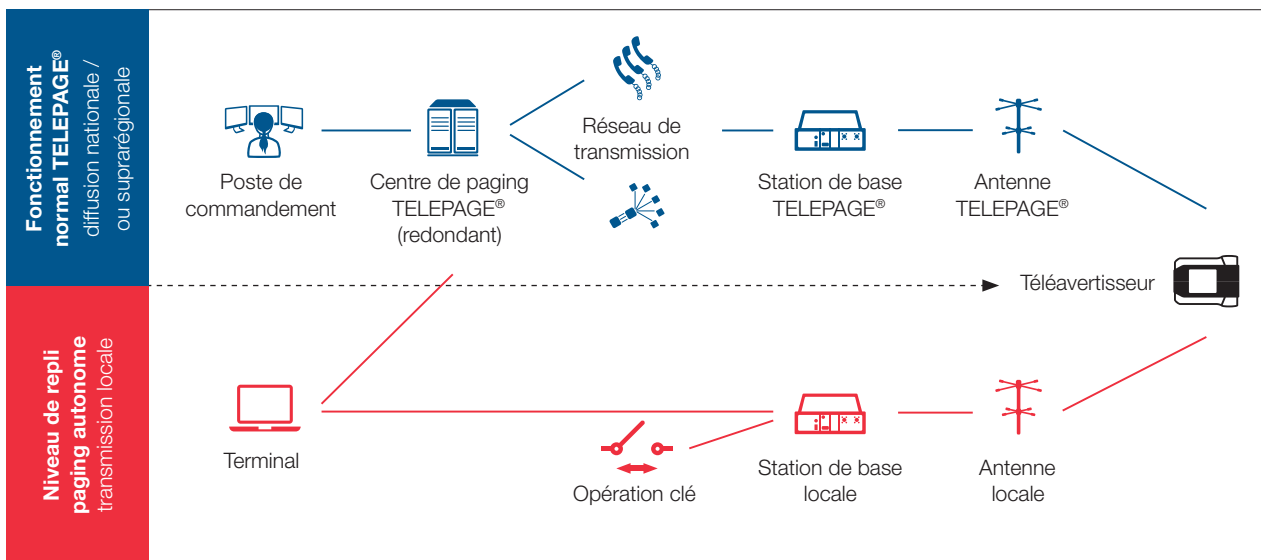 Fonctionnement
normal TELEPAGE®
diffusion nationale /
ou suprarégionale
Poste de
commandement
Centre de paging
TELEPAGE®
(redondant)
Réseau de
transmission
Station de base
TELEPAGE®
Antenne
TELEPAGE®
Téléavertisseur
Niveau de repli
paging autonome
transmission locale
Terminal
Opération clé
Station de base
locale
Antenne
locale